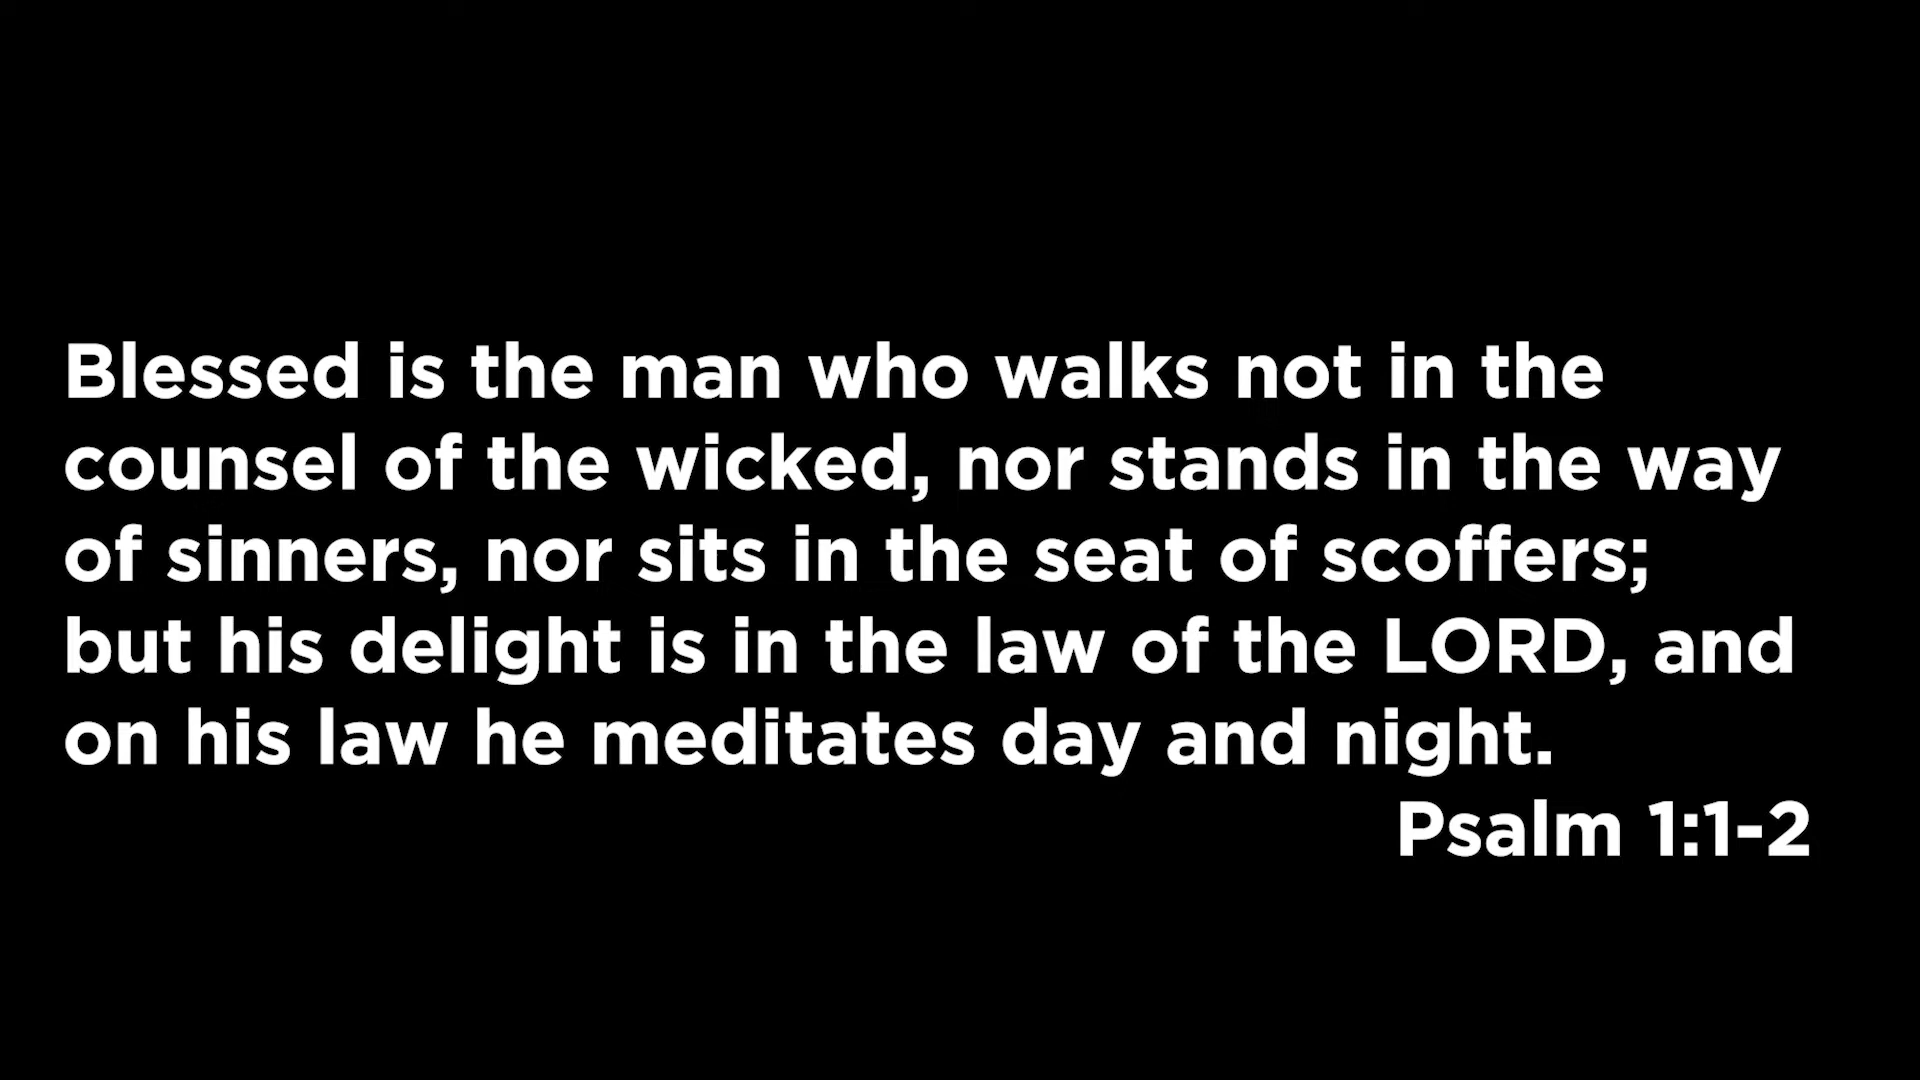 Blessed is the man who walks not in the
counsel of the wicked, nor stands in the way
of sinners, nor sits in the seat of scoffers;
but his delight is in the law of the LORD, and
on his law he meditates day and night.
Psalm 1:1-2